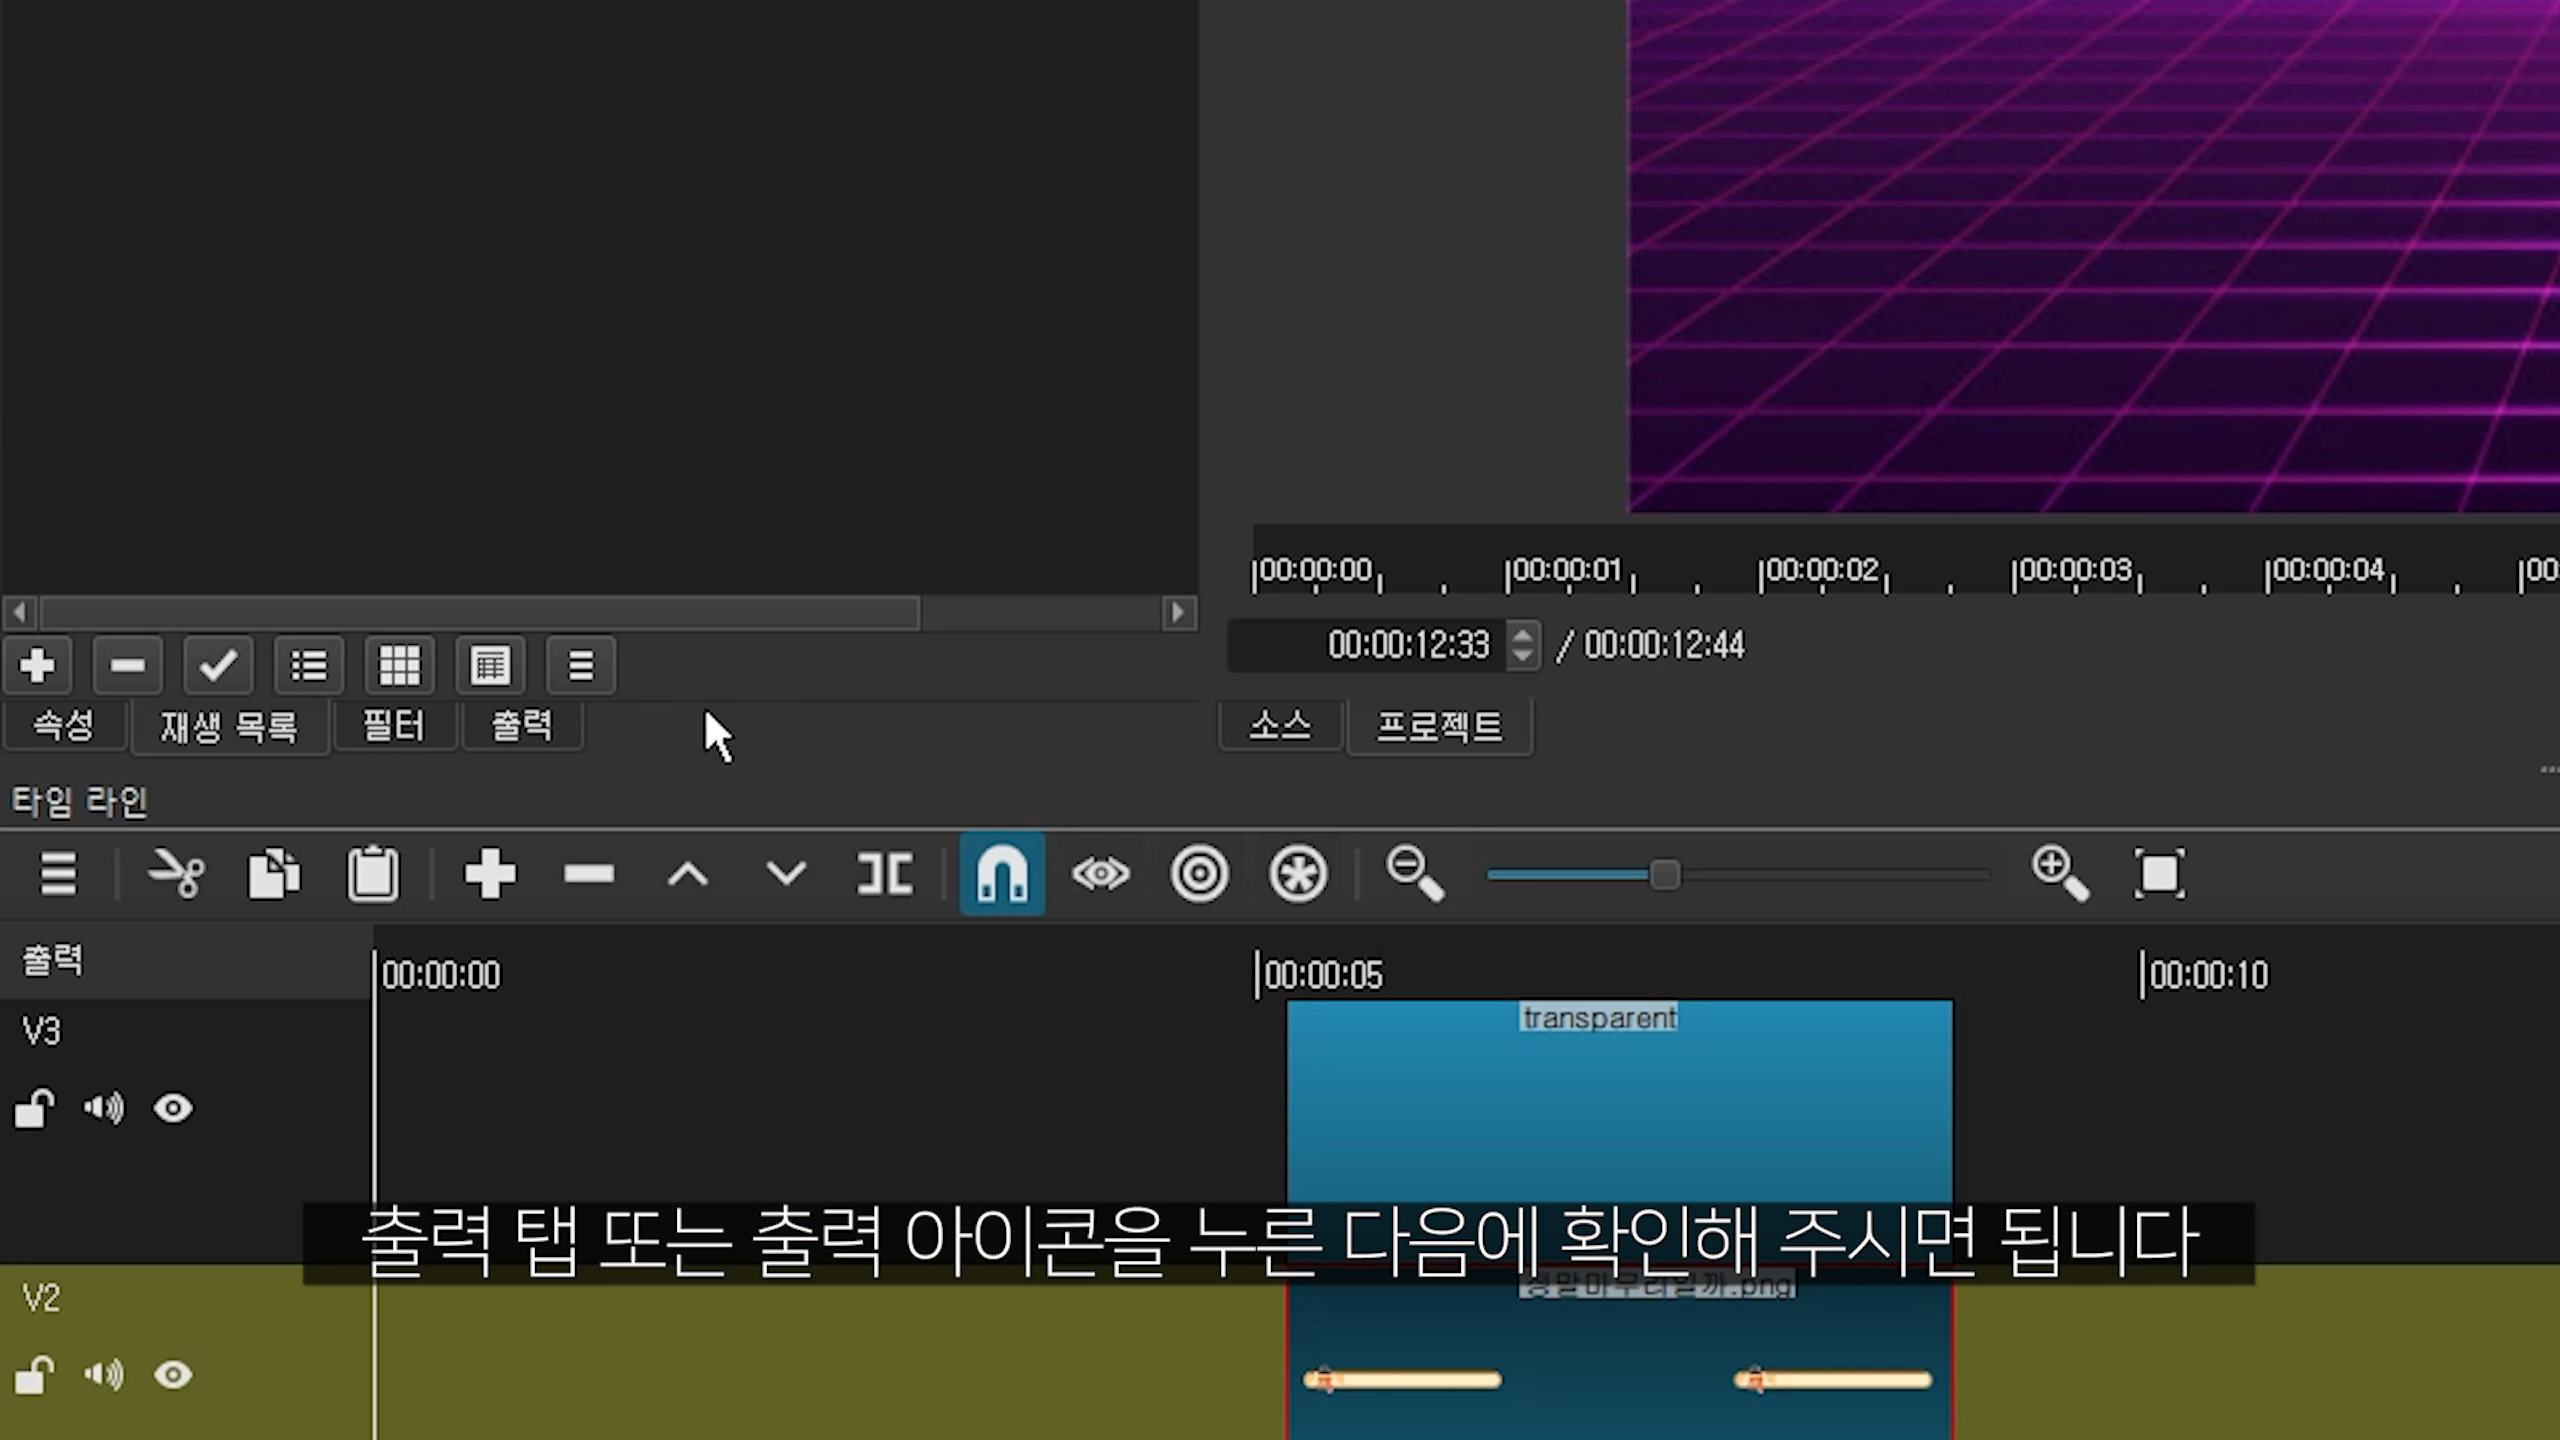 00:00:00 00:00:01 00:00:02 00:00:03 00:00:04 00
00:00:12:33 / 00:00:12:44
속성 재생 목록 필터 출력 소스 프로젝트
타임 라인
출력 00:00:00 00:00:05 00:00:10
transparent
V3
출력 탭 또는 출력 아이콘을 누른 다음에 확인해 주시면 됩니다
.png
V2